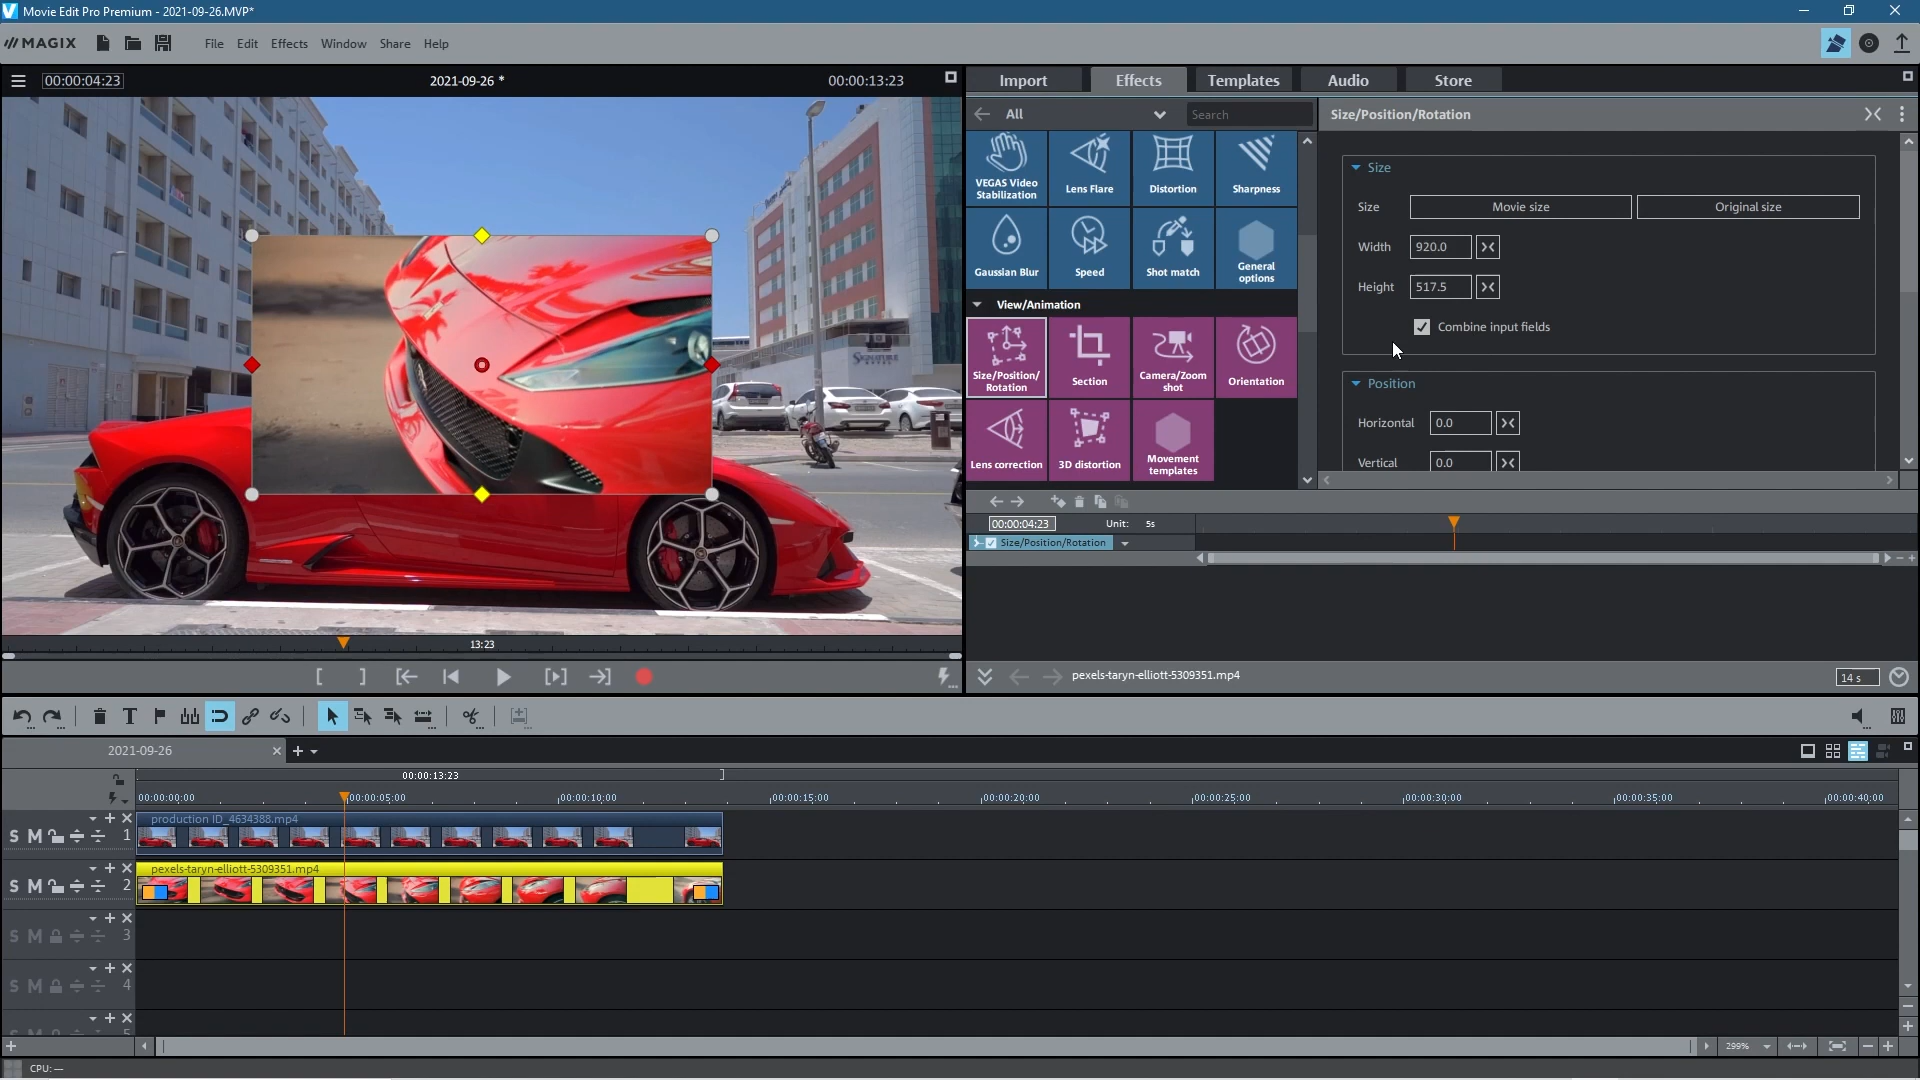 Movie Edit Pro Premium - 2021-09-26.MVP*
MAGIX
File Edit Effects Window Share Help
00:00:04:23 2021-09-26 * 00:00:13:23
Import Effects Templates Audio Store
All Search
Size/Position/Rotation
VEGAS Video Stabilization
Lens Flare
Distortion
Sharpness
Gaussian Blur
Speed
Shot match
General options
View/Animation
Size/Position/Rotation
Section
Camera/Zoom shot
Orientation
Lens correction
3D distortion
Movement templates
Size
Size Movie size Original size
Width 920.0
Height 517.5
Combine input fields
Position
Horizontal 0.0
Vertical 0.0
SIGNATURE
00:00:04:23 Unit: 5s
Size/Position/Rotation
13:23
pexels-taryn-elliott-5309351.mp4 14 s
2021-09-26
00:00:13:23
00:00:00:00 00:00:05:00 00:00:10:00 00:00:15:00 00:00:20:00 00:00:25:00 00:00:30:00 00:00:35:00 00:00:40:00
production ID_4634388.mp4
S M 1
pexels-taryn-elliott-5309351.mp4
S M 2
S M 3
S M 4
S M 5
299%
CPU: —